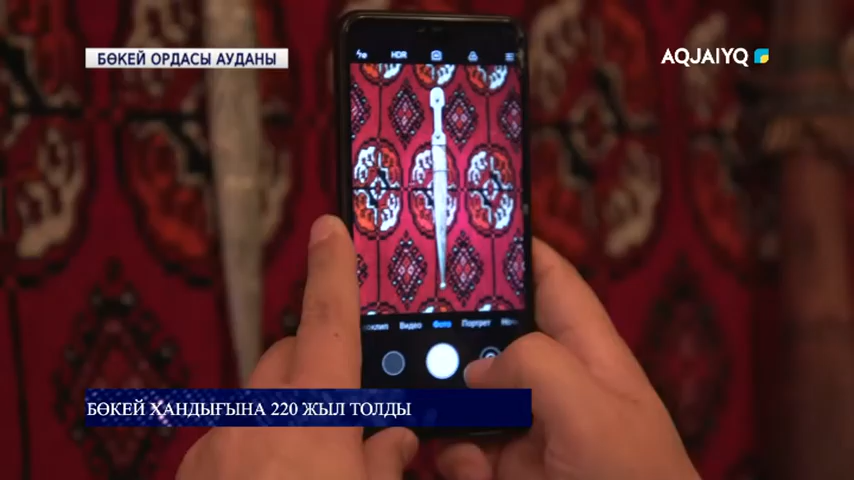 БӨКЕЙ ОРДАСЫ АУДАНЫ
AQJAIYQ
HDR
Видео Фото Портрет
БӨКЕЙ ХАНДЫҒЫНА 220 ЖЫЛ ТОЛДЫ